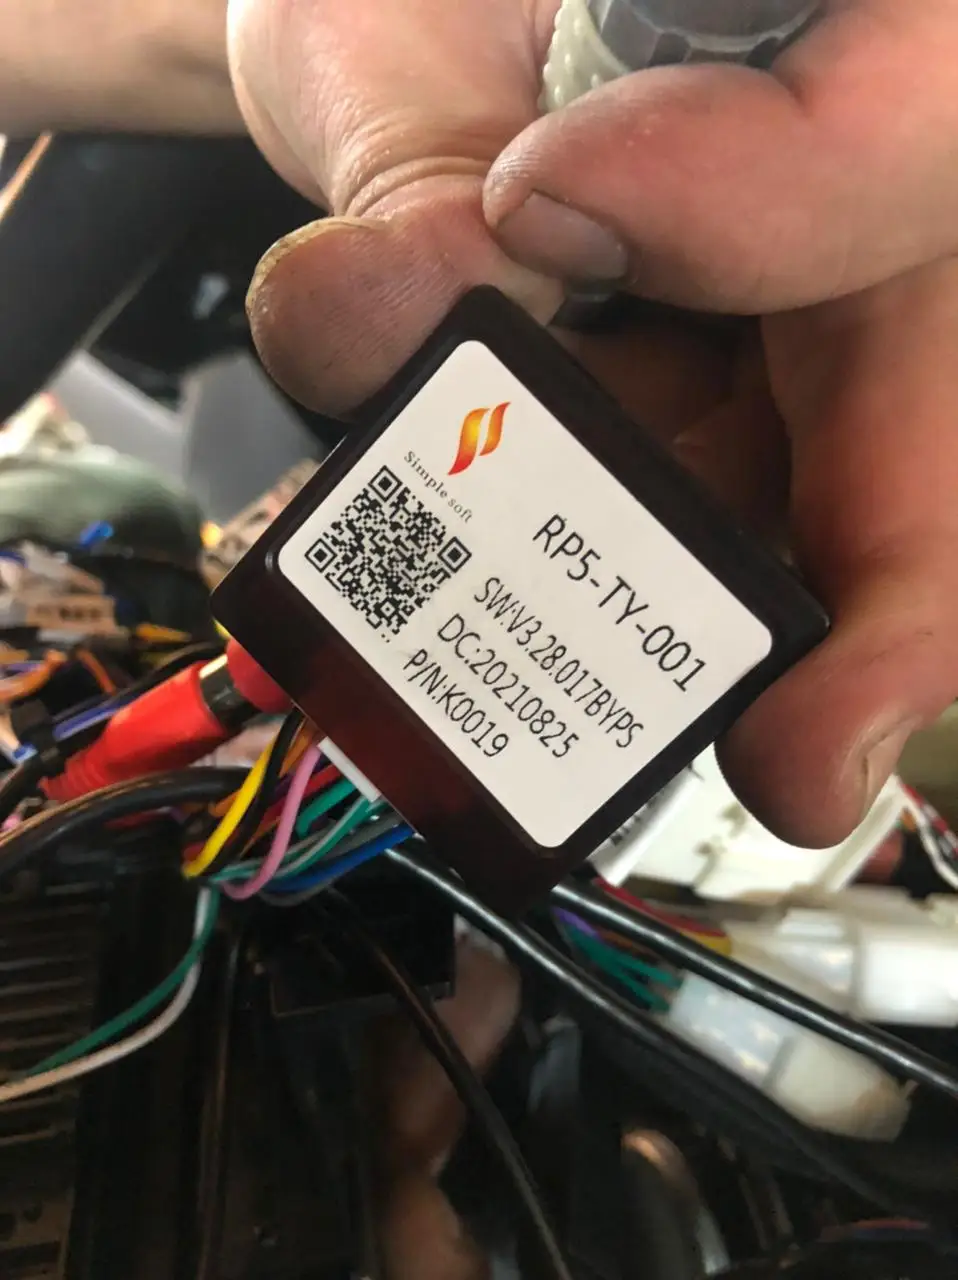 Simple soft
RP5-TY-001
SW:V3.28.017BYPS
DC:20210825
P/N:K0019